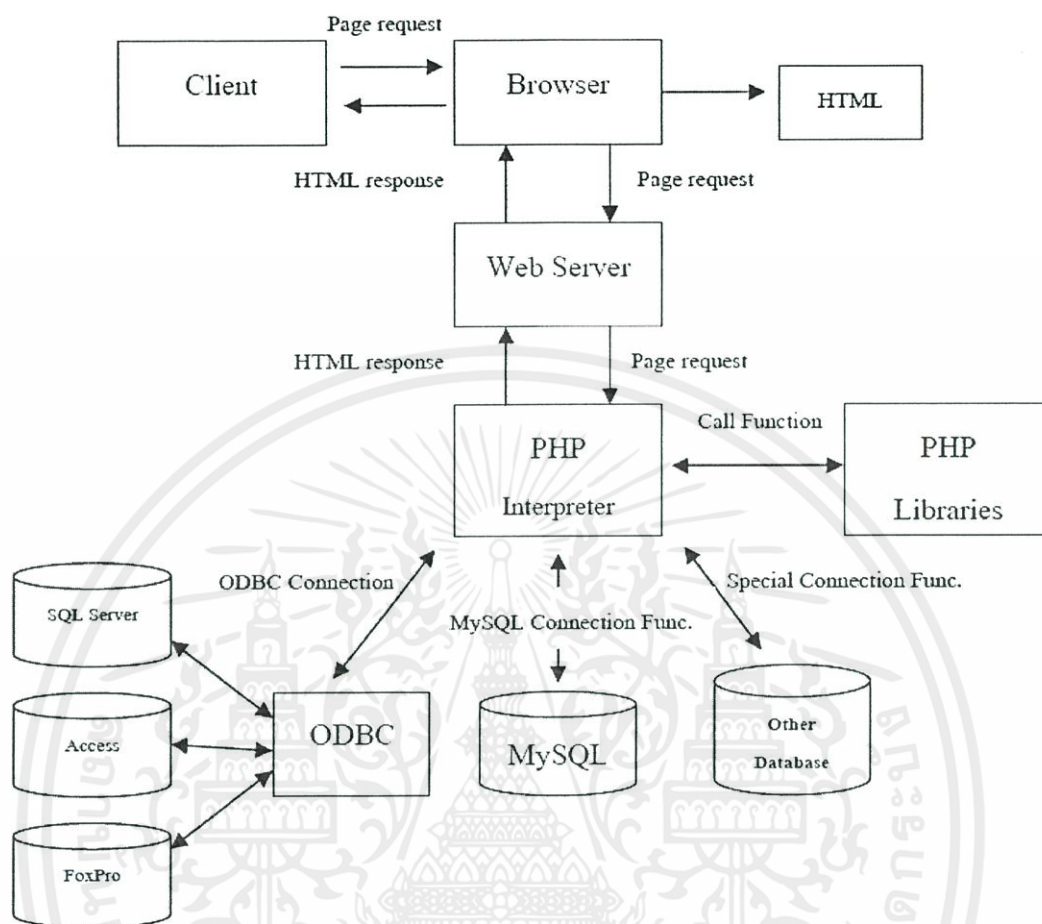 Page request
Client
Browser
HTML
HTML response
Page request
Web Server
HTML response
Page request
Call Function
PHP
Interpreter
PHP
Libraries
ODBC Connection
MySQL Connection Func.
Special Connection Func.
SQL Server
Access
FoxPro
ODBC
MySQL
Other
Database